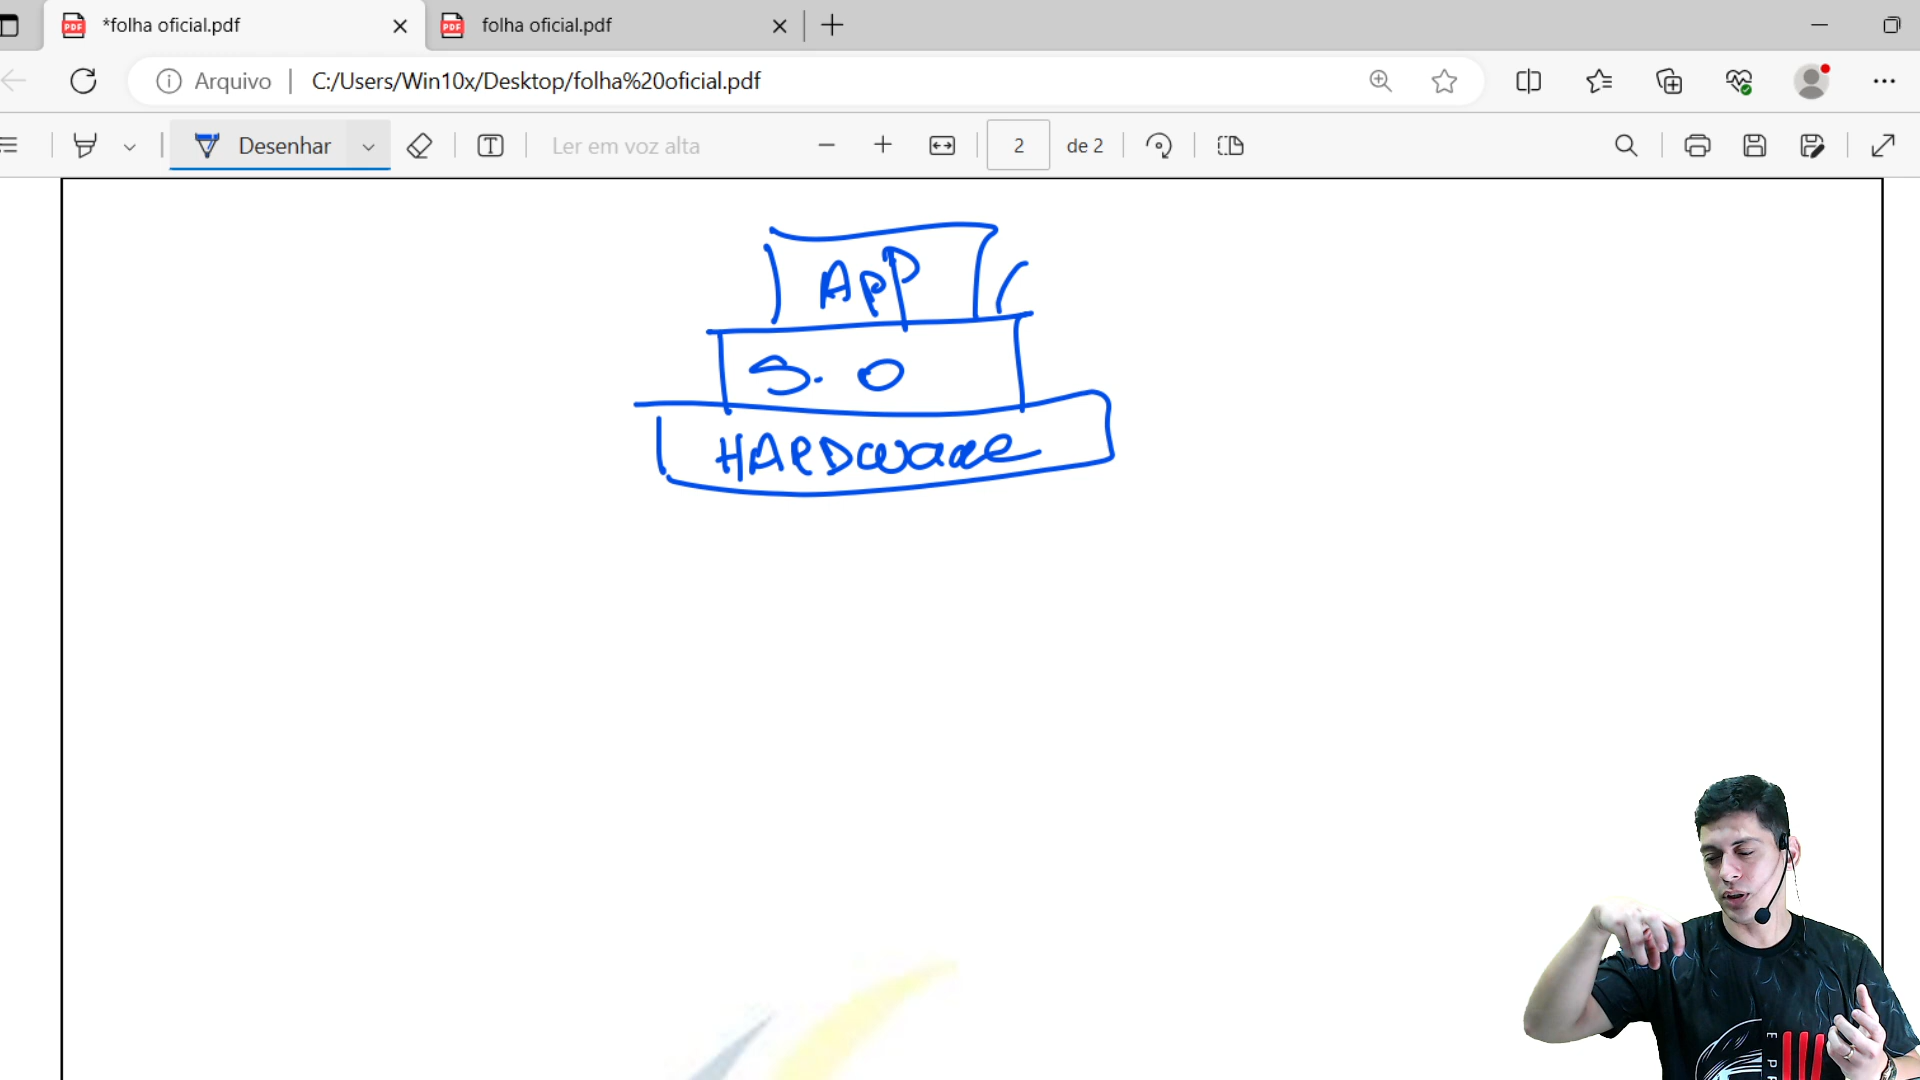 *folha oficial.pdf
folha oficial.pdf
Arquivo
C:/Users/Win10x/Desktop/folha%20oficial.pdf
Desenhar
Ler em voz alta
2
de 2
APP
S. O
HARDware